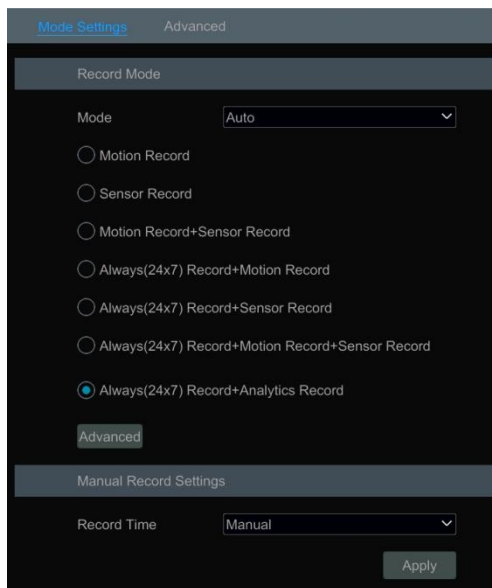 Mode Settings Advanced
Record Mode
Mode Auto
Motion Record
Sensor Record
Motion Record+Sensor Record
Always(24x7) Record+Motion Record
Always(24x7) Record+Sensor Record
Always(24x7) Record+Motion Record+Sensor Record
Always(24x7) Record+Analytics Record
Advanced
Manual Record Settings
Record Time Manual
Apply